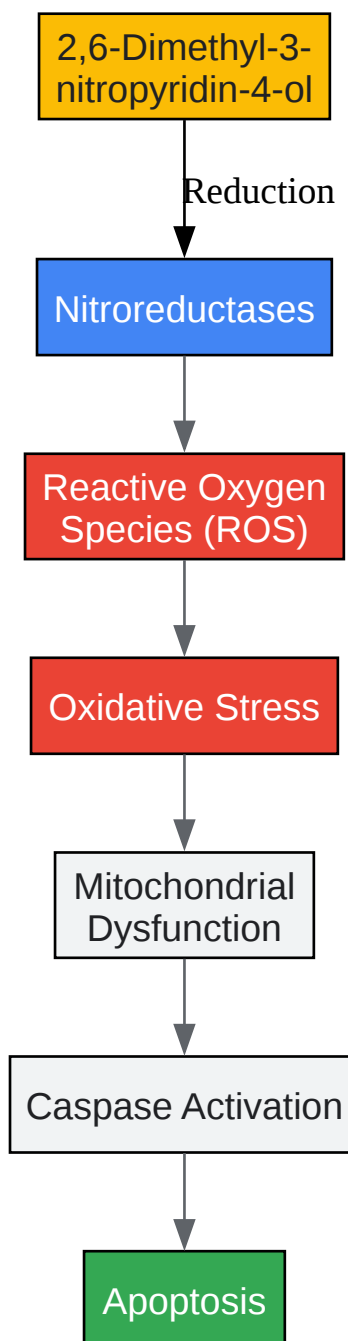 2,6-Dimethyl-3-
nitropyridin-4-ol
Reduction
Nitroreductases
Reactive Oxygen
Species (ROS)
Oxidative Stress
Mitochondrial
Dysfunction
Caspase Activation
Apoptosis